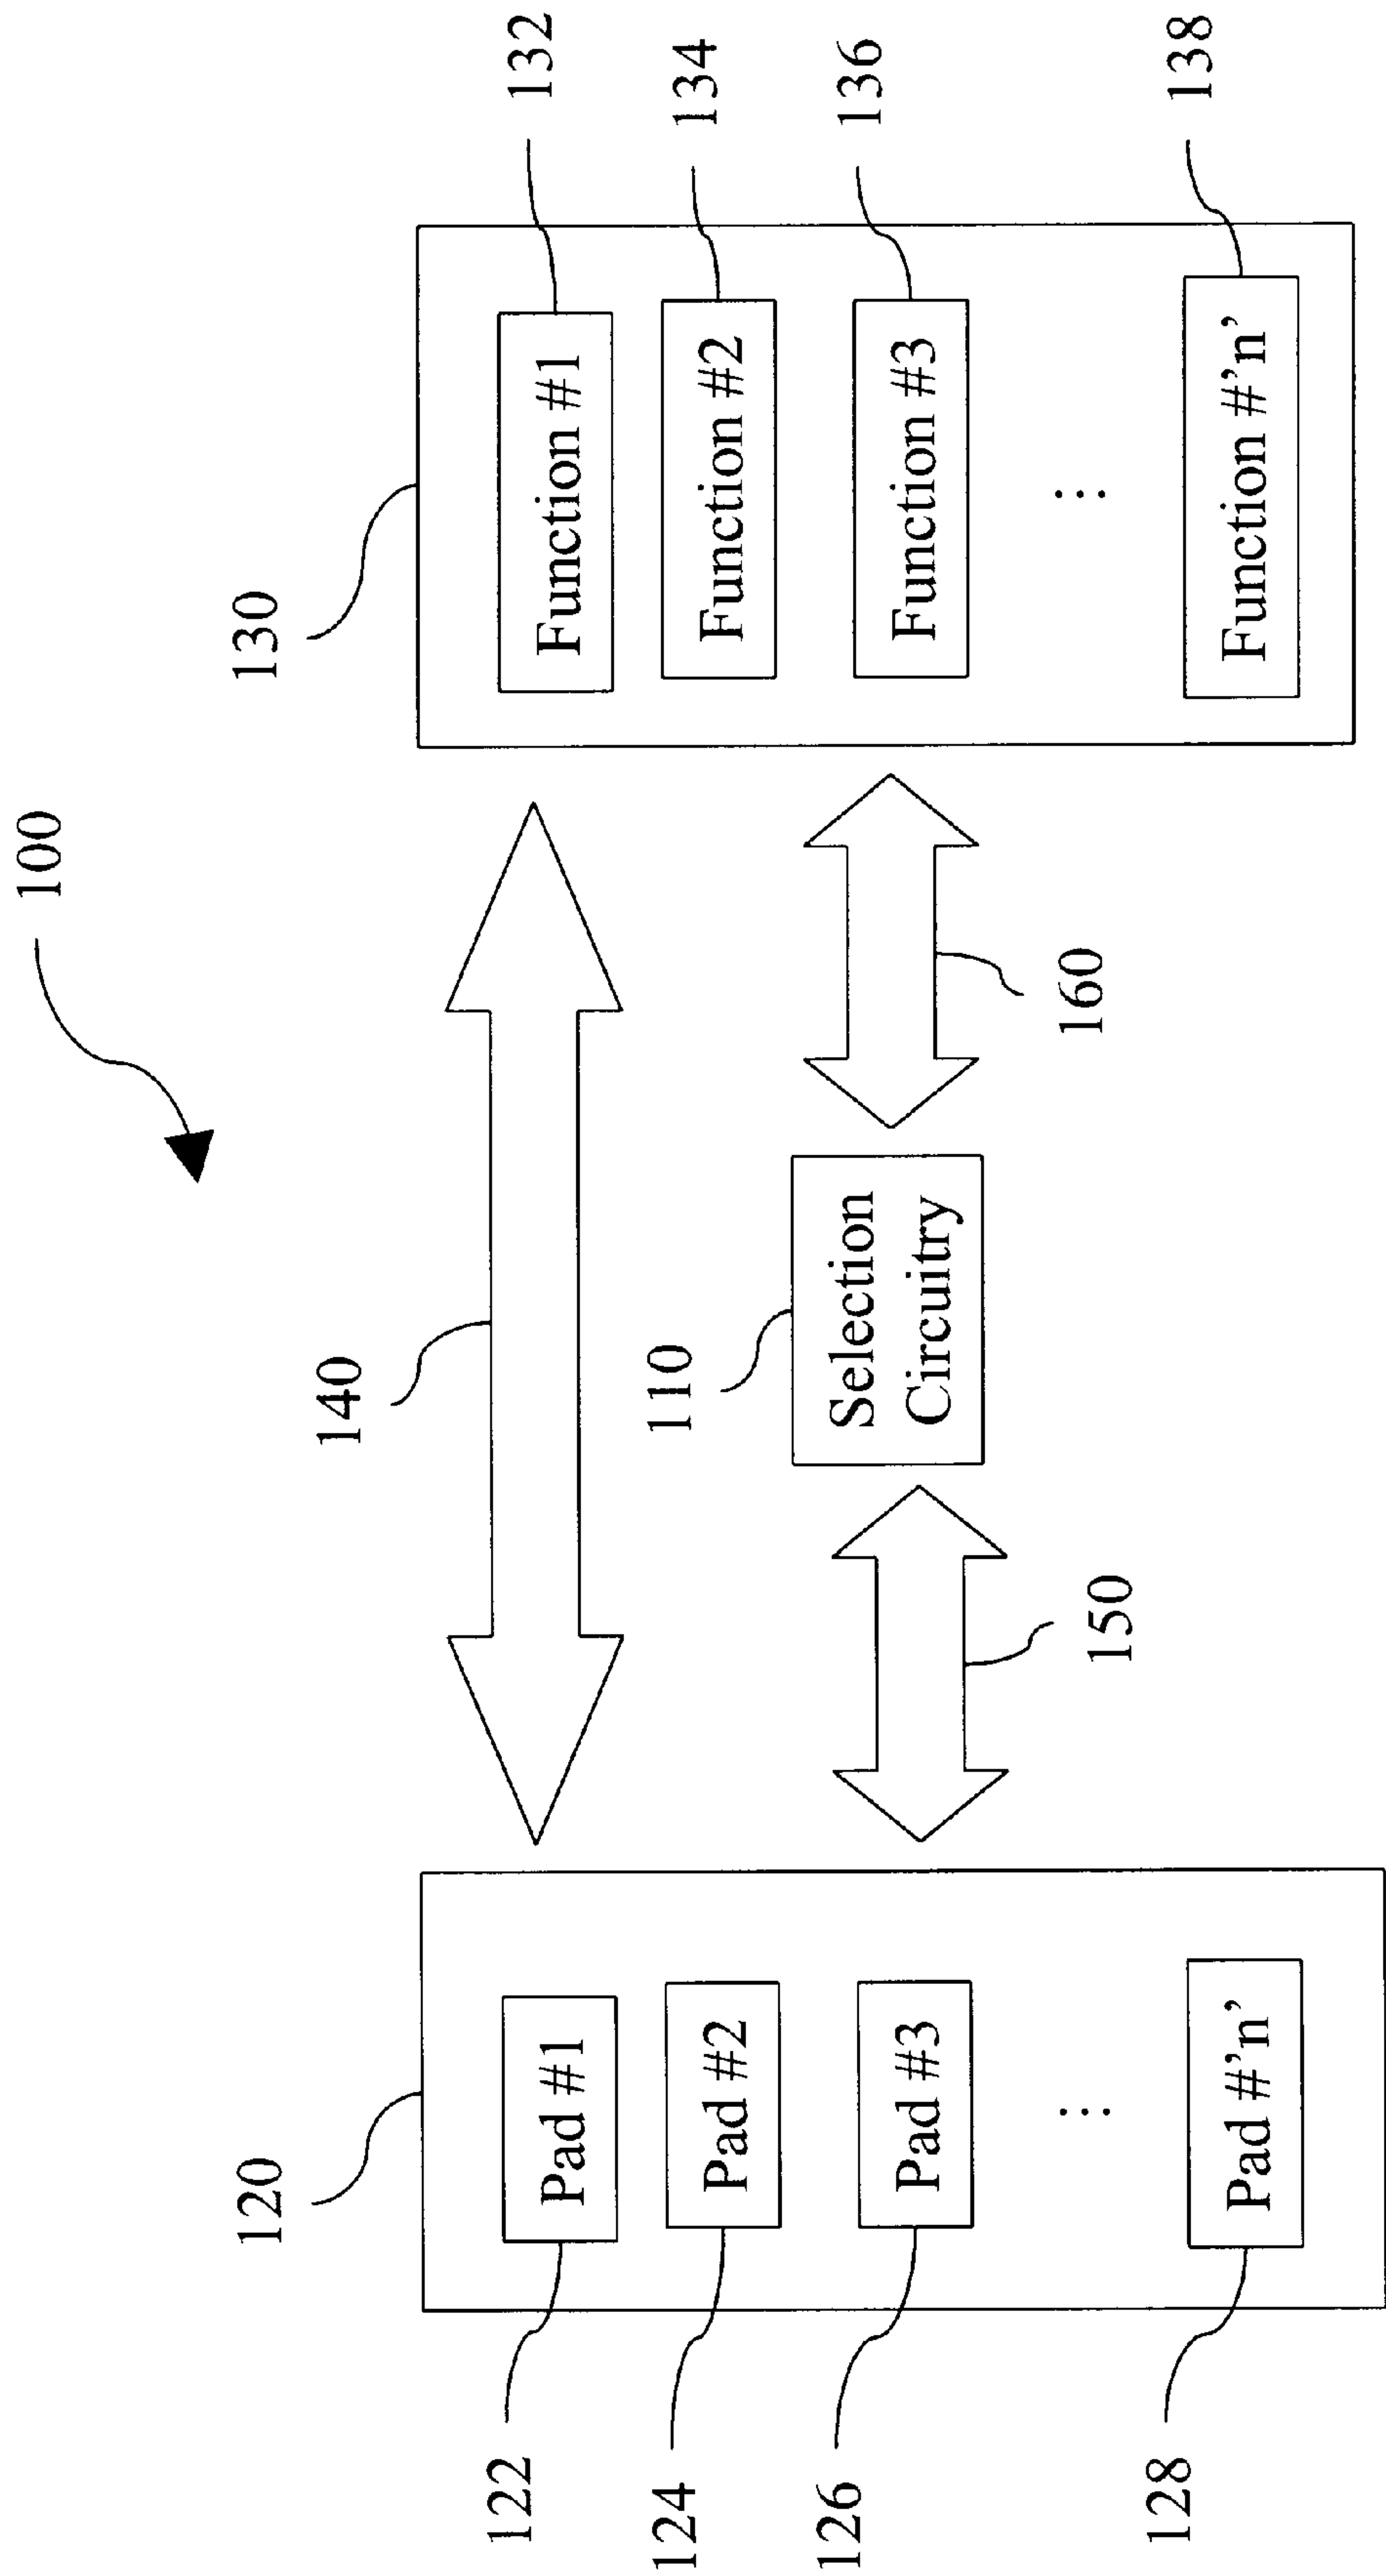 100
120
Pad #1
Pad #2
Pad #3
...
Pad #’n’
122
124
126
128
140
110
Selection
Circuitry
150
160
130
Function #1
Function #2
Function #3
...
Function #’n’
132
134
136
138